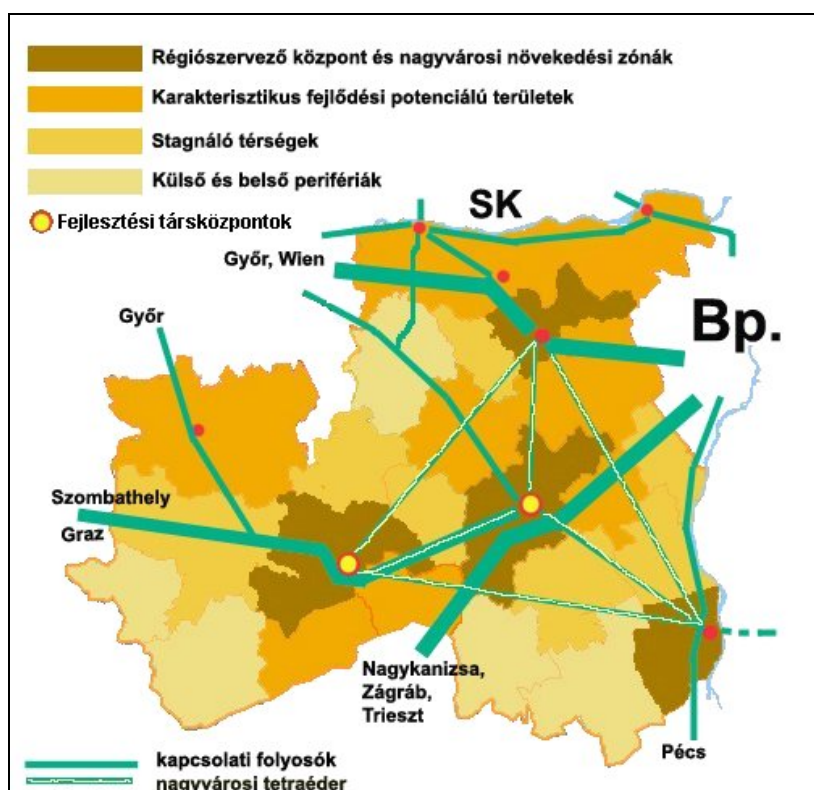 Régiószervező központ és nagyvárosi növekedési zónák
Karakterisztikus fejlődési potenciálú területek
Stagnáló térségek
Külső és belső perifériák
Fejlesztési társközpontok
SK
Győr, Wien
Győr
Bp.
Szombathely
Graz
Nagykanizsa,
Zágráb,
Trieszt
Pécs
kapcsolati folyosók
nagyvárosi tetraéder